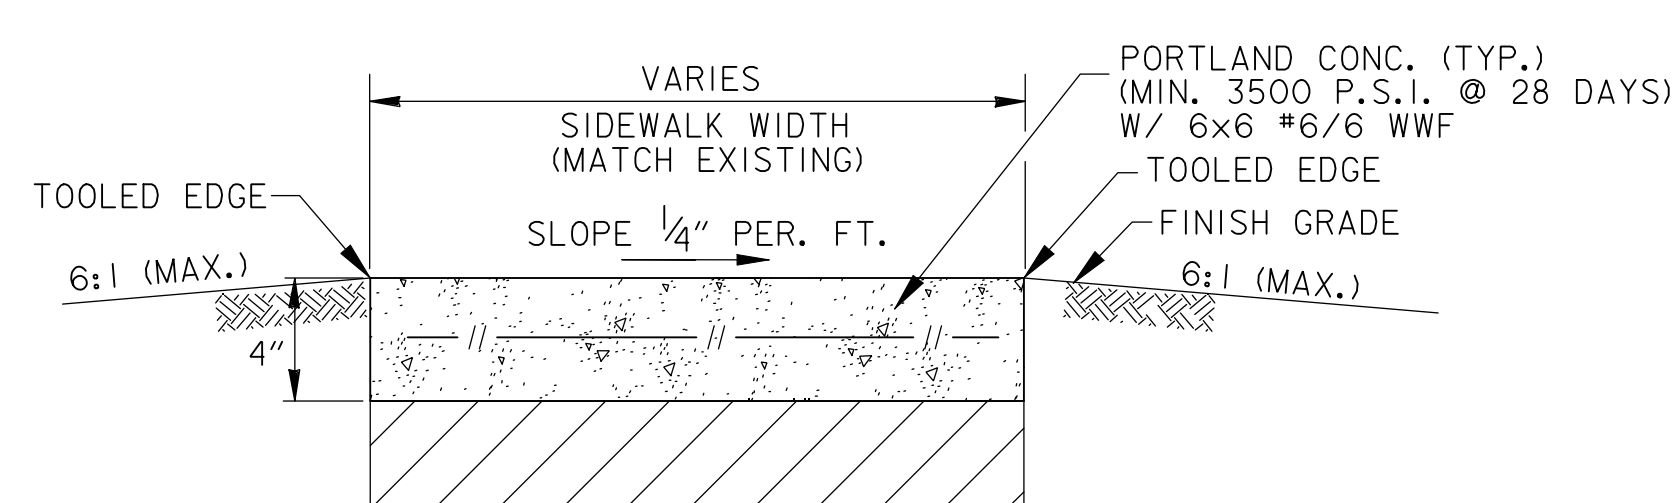 VARIES
SIDEWALK WIDTH
(MATCH EXISTING)
PORTLAND CONC. (TYP.)
(MIN. 3500 P.S.I. @ 28 DAYS)
W/ 6x6 #6/6 WWF
TOOLED EDGE
TOOLED EDGE
FINISH GRADE
SLOPE 1/4" PER. FT.
6:1 (MAX.)
6:1 (MAX.)
4"